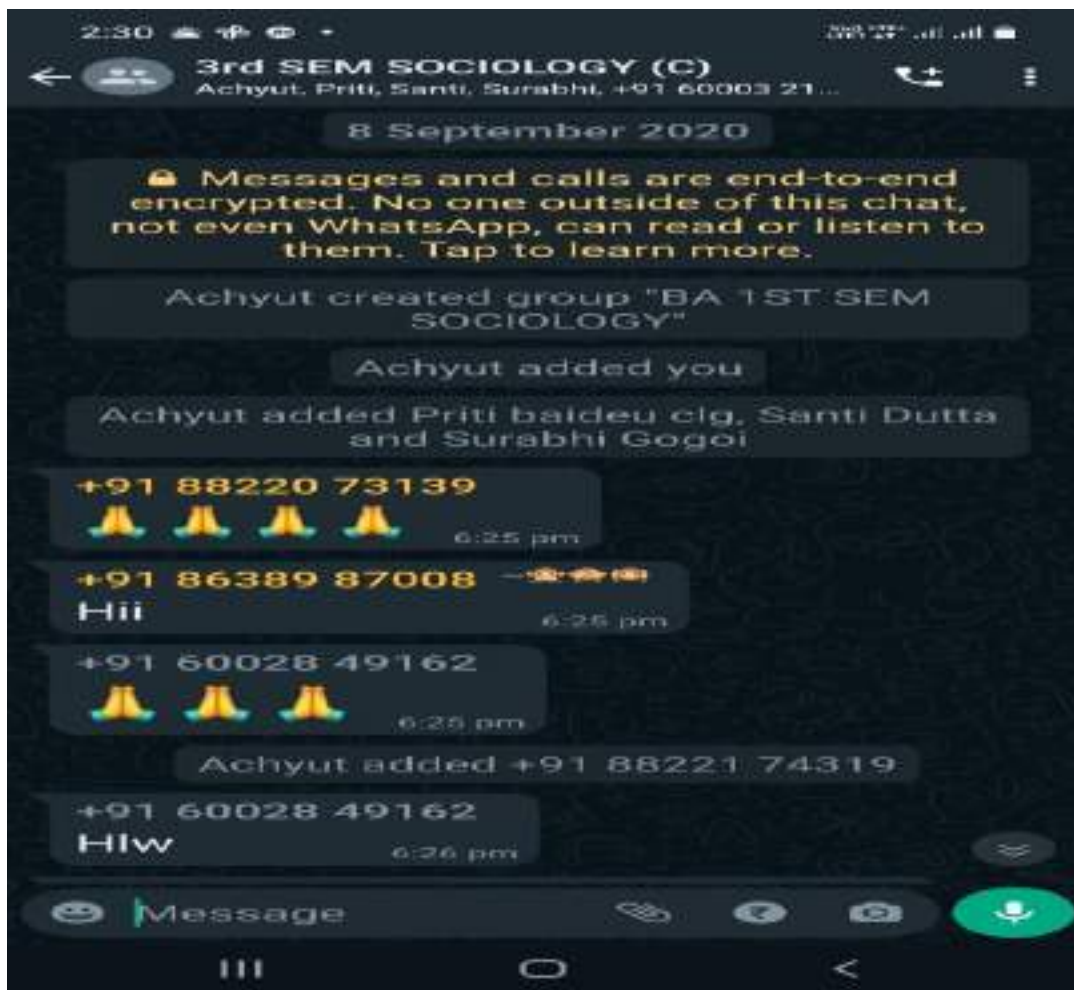 2:30
3rd SEM SOCIOLOGY (C)
Achyut, Priti, Santi, Surabhi, +91 60003 21...
8 September 2020
Messages and calls are end-to-end
encrypted. No one outside of this chat,
not even WhatsApp, can read or listen to
them. Tap to learn more.
Achyut created group "BA 1ST SEM
SOCIOLOGY"
Achyut added you
Achyut added Priti baideu clg, Santi Dutta
and Surabhi Gogoi
+91 88220 73139
🙏 🙏 🙏 🙏
6:25 pm
+91 86389 87008
Hii
6:25 pm
+91 60028 49162
🙏 🙏 🙏
6:25 pm
Achyut added +91 88221 74319
+91 60028 49162
Hlw
6:26 pm
Message